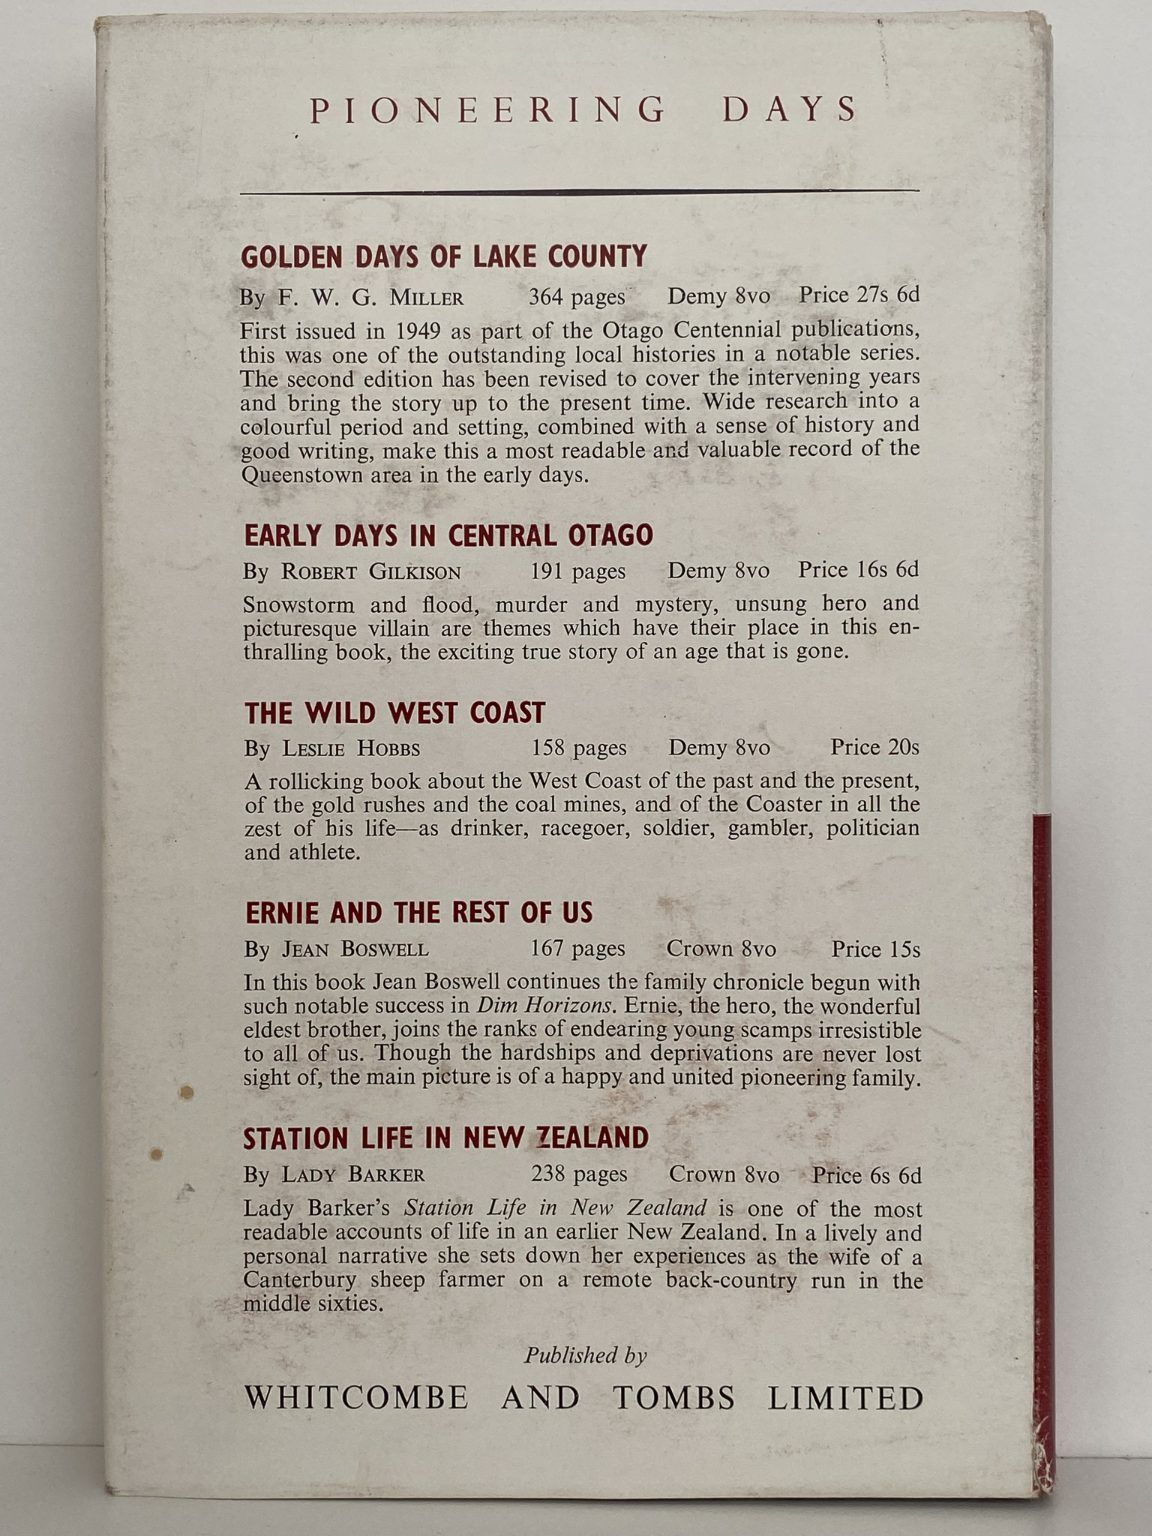 PIONEERING DAYS
GOLDEN DAYS OF LAKE COUNTY
By F. W. G. MILLER 364 pages Demy 8vo Price 27s 6d
First issued in 1949 as part of the Otago Centennial publications,
this was one of the outstanding local histories in a notable series.
The second edition has been revised to cover the intervening years
and bring the story up to the present time. Wide research into a
colourful period and setting, combined with a sense of history and
good writing, make this a most readable and valuable record of the
Queenstown area in the early days.
EARLY DAYS IN CENTRAL OTAGO
By ROBERT GILKISON 191 pages Demy 8vo Price 16s 6d
Snowstorm and flood, murder and mystery, unsung hero and
picturesque villain are themes which have their place in this en-
thralling book, the exciting true story of an age that is gone.
THE WILD WEST COAST
By LESLIE HOBBS 158 pages Demy 8vo Price 20s
A rollicking book about the West Coast of the past and the present,
of the gold rushes and the coal mines, and of the Coaster in all the
zest of his life—as drinker, racegoer, soldier, gambler, politician
and athlete.
ERNIE AND THE REST OF US
By JEAN BOSWELL 167 pages Crown 8vo Price 15s
In this book Jean Boswell continues the family chronicle begun with
such notable success in Dim Horizons. Ernie, the hero, the wonderful
eldest brother, joins the ranks of endearing young scamps irresistible
to all of us. Though the hardships and deprivations are never lost
sight of, the main picture is of a happy and united pioneering family.
STATION LIFE IN NEW ZEALAND
By LADY BARKER 238 pages Crown 8vo Price 6s 6d
Lady Barker's Station Life in New Zealand is one of the most
readable accounts of life in an earlier New Zealand. In a lively and
personal narrative she sets down her experiences as the wife of a
Canterbury sheep farmer on a remote back-country run in the
middle sixties.
Published by
WHITCOMBE AND TOMBS LIMITED